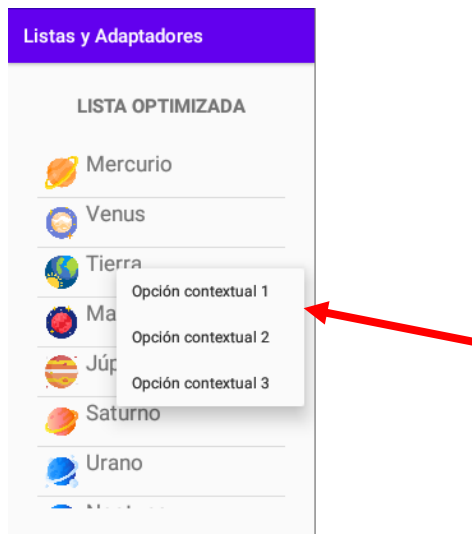 Listas y Adaptadores
LISTA OPTIMIZADA
Mercurio
Venus
Tierra
Opción contextual 1
Opción contextual 2
Opción contextual 3
Saturno
Urano